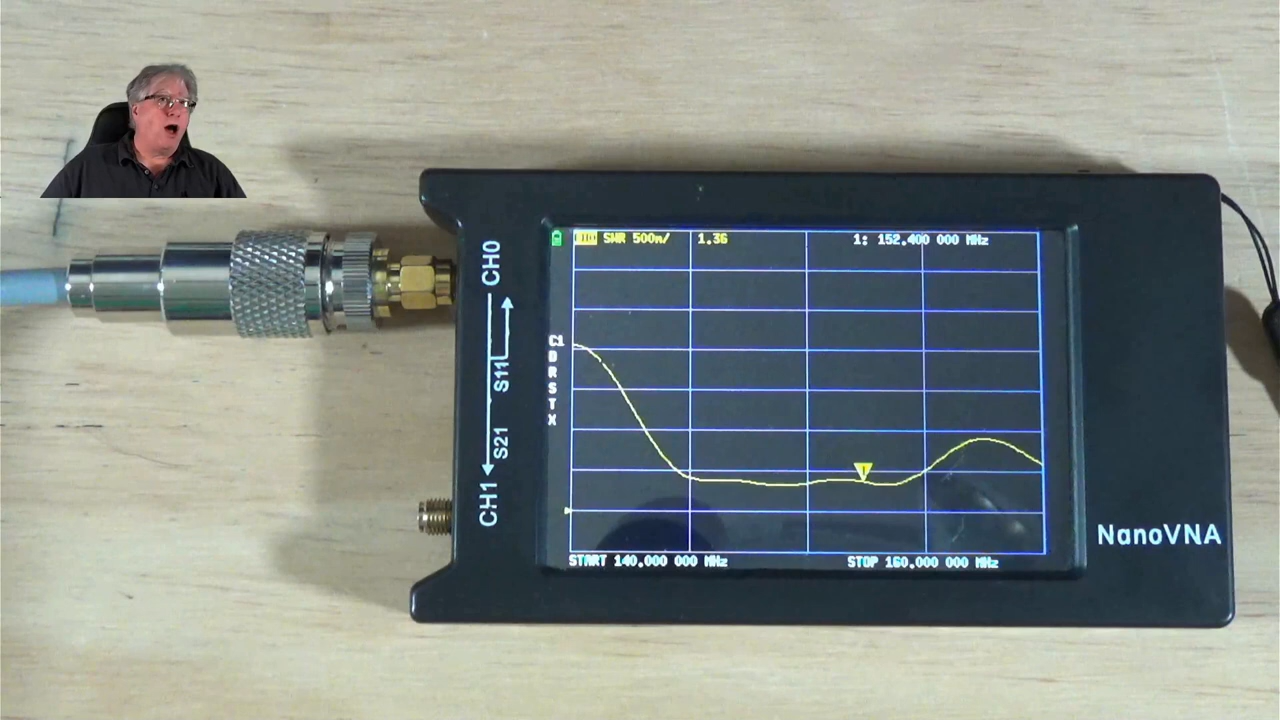 SWR 500m/ 1.36 1: 152.400 000 MHz
CH0
S11
S21
CH1
C1
D
R
S
T
X
1
NanoVNA
START 140.000 000 MHz STOP 160.000 000 MHz